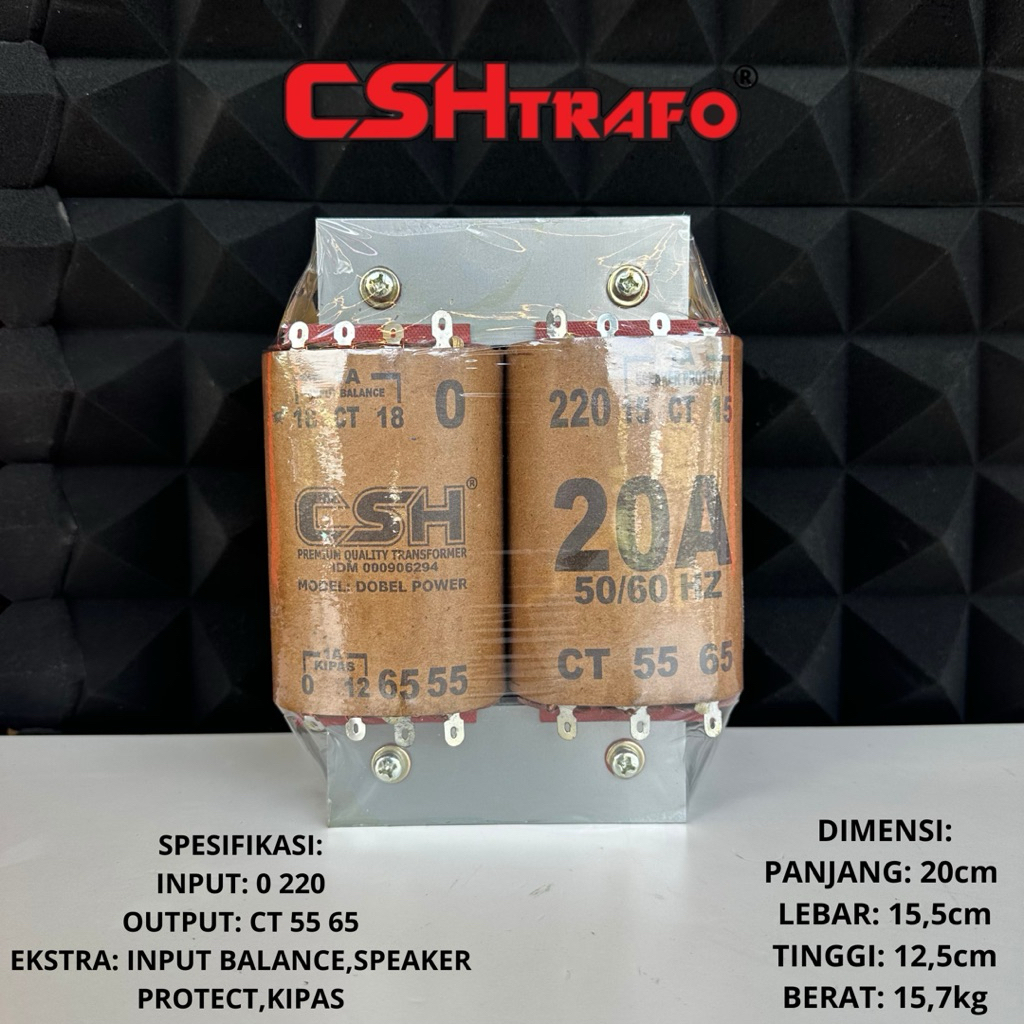 CSHTRAFO®
A
BALANCE
18 CT 18 0
CSH®
PREMIUM QUALITY TRANSFORMER
IDM 000906294
MODEL: DOBEL POWER
1A
KIPAS
0 12 65 55
SPEAKER PROTECT
220 15 CT 15
20A
50/60 HZ
CT 55 65
SPESIFIKASI:
INPUT: 0 220
OUTPUT: CT 55 65
EKSTRA: INPUT BALANCE,SPEAKER
PROTECT,KIPAS
DIMENSI:
PANJANG: 20cm
LEBAR: 15,5cm
TINGGI: 12,5cm
BERAT: 15,7kg